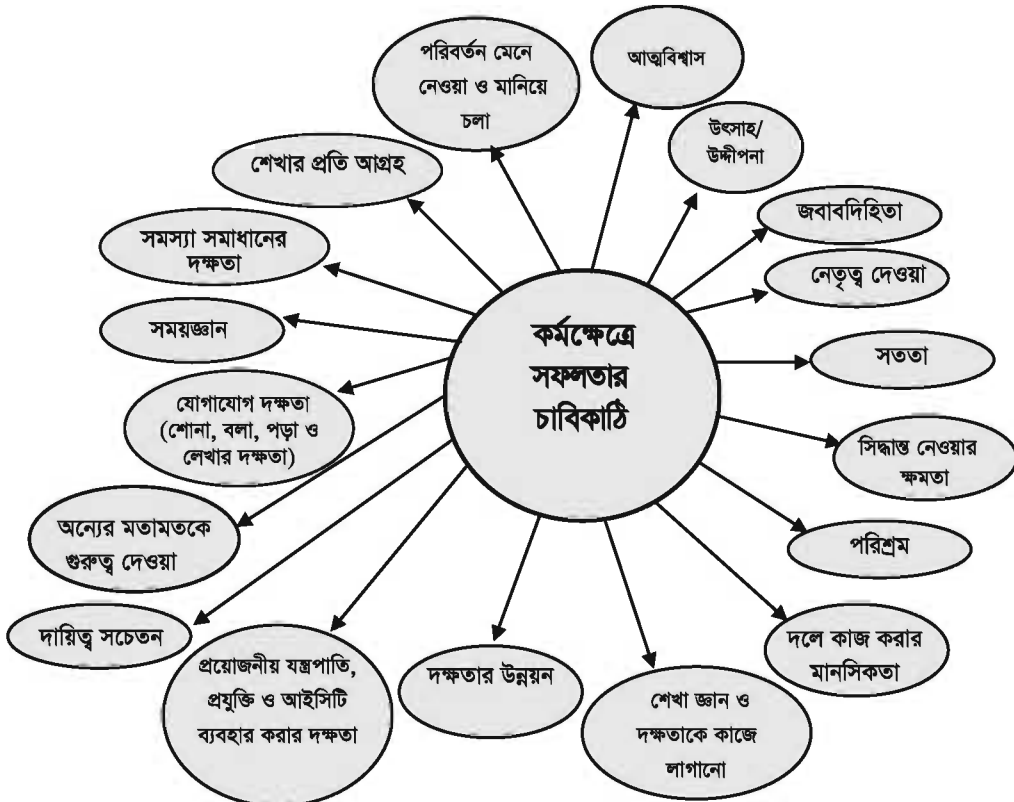 পরিবর্তন মেনে
নেওয়া ও মানিয়ে
চলা
আত্মবিশ্বাস
উৎসাহ/
উদ্দীপনা
শেখার প্রতি আগ্রহ
জবাবদিহিতা
সমস্যা সমাধানের
দক্ষতা
নেতৃত্ব দেওয়া
সময়জ্ঞান
কর্মক্ষেত্রে
সফলতার
চাবিকাঠি
সততা
যোগাযোগ দক্ষতা
(শোনা, বলা, পড়া ও
লেখার দক্ষতা)
সিদ্ধান্ত নেওয়ার
ক্ষমতা
অন্যের মতামতকে
গুরুত্ব দেওয়া
পরিশ্রম
দায়িত্ব সচেতন
প্রয়োজনীয় যন্ত্রপাতি,
প্রযুক্তি ও আইসিটি
ব্যবহার করার দক্ষতা
দক্ষতার উন্নয়ন
শেখা জ্ঞান ও
দক্ষতাকে কাজে
লাগানো
দলে কাজ করার
মানসিকতা